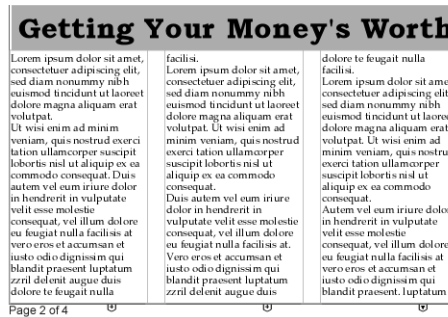 Getting Your Money's Worth
Lorem ipsum dolor sit amet,
consectetuer adipiscing elit,
sed diam nonummy nibh
euismod tincidunt ut laoreet
dolore magna aliquam erat
volutpat.
Ut wisi enim ad minim
veniam, quis nostrud exerci
tation ullamcorper suscipit
lobortis nisl ut aliquip ex ea
commodo consequat. Duis
autem vel eum iriure dolor
in hendrerit in vulputate
velit esse molestie
consequat, vel illum dolore
eu feugiat nulla facilisis at
vero eros et accumsan et
iusto odio dignissim qui
blandit praesent luptatum
zzril delenit augue duis
dolore te feugait nulla
facilisi.
Lorem ipsum dolor sit amet,
consectetuer adipiscing elit,
sed diam nonummy nibh
euismod tincidunt ut laoreet
dolore magna aliquam erat
volutpat. Ut wisi enim ad
minim veniam, quis nostrud
exerci tation ullamcorper
suscipit lobortis nisl ut
aliquip ex ea commodo
consequat.
Duis autem vel eum iriure
dolor in hendrerit in
vulputate velit esse molestie
consequat, vel illum dolore
eu feugiat nulla facilisis at.
Vero eros et accumsan et
iusto odio dignissim qui
blandit praesent luptatum
zzril delenit augue duis
dolore te feugait nulla
facilisi.
Lorem ipsum dolor sit ame
consectetuer adipiscing elit
sed diam nonummy nibh
euismod tincidunt ut laoree
dolore magna aliquam erat
volutpat. Ut wisi enim ad
minim veniam, quis nostru
exerci tation ullamcorper
suscipit lobortis nisl ut
aliquip ex ea commodo
consequat.
Autem vel eum iriure dolo
in hendrerit in vulputate
velit esse molestie
consequat, vel illum dolore
eu feugiat nulla facilisis at
vero eros et accumsan et
iusto odio dignissim qui
blandit praesent. luptatum
Page 2 of 4